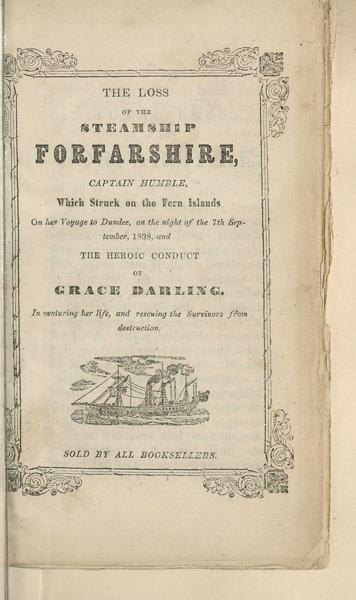 THE LOSS
OF THE
STEAMSHIP
FORFARSHIRE,
CAPTAIN HUMBLE,
Which Struck on the Fern Islands
On her Voyage to Dundee, on the night of the 7th Sep-
tember, 1838, and
THE HEROIC CONDUCT
OF
GRACE DARLING.
In venturing her life, and rescuing the Survivors from
destruction.
SOLD BY ALL BOOKSELLERS.